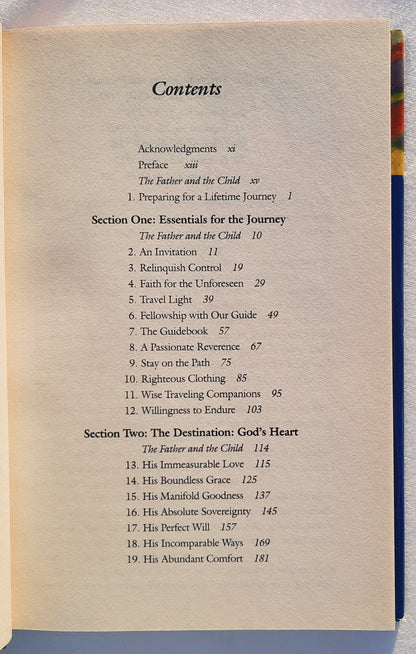 Contents
Acknowledgments xi
Preface xiii
The Father and the Child xv
1. Preparing for a Lifetime Journey 1
Section One: Essentials for the Journey
The Father and the Child 10
2. An Invitation 11
3. Relinquish Control 19
4. Faith for the Unforeseen 29
5. Travel Light 39
6. Fellowship with Our Guide 49
7. The Guidebook 57
8. A Passionate Reverence 67
9. Stay on the Path 75
10. Righteous Clothing 85
11. Wise Traveling Companions 95
12. Willingness to Endure 103
Section Two: The Destination: God's Heart
The Father and the Child 114
13. His Immeasurable Love 115
14. His Boundless Grace 125
15. His Manifold Goodness 137
16. His Absolute Sovereignty 145
17. His Perfect Will 157
18. His Incomparable Ways 169
19. His Abundant Comfort 181